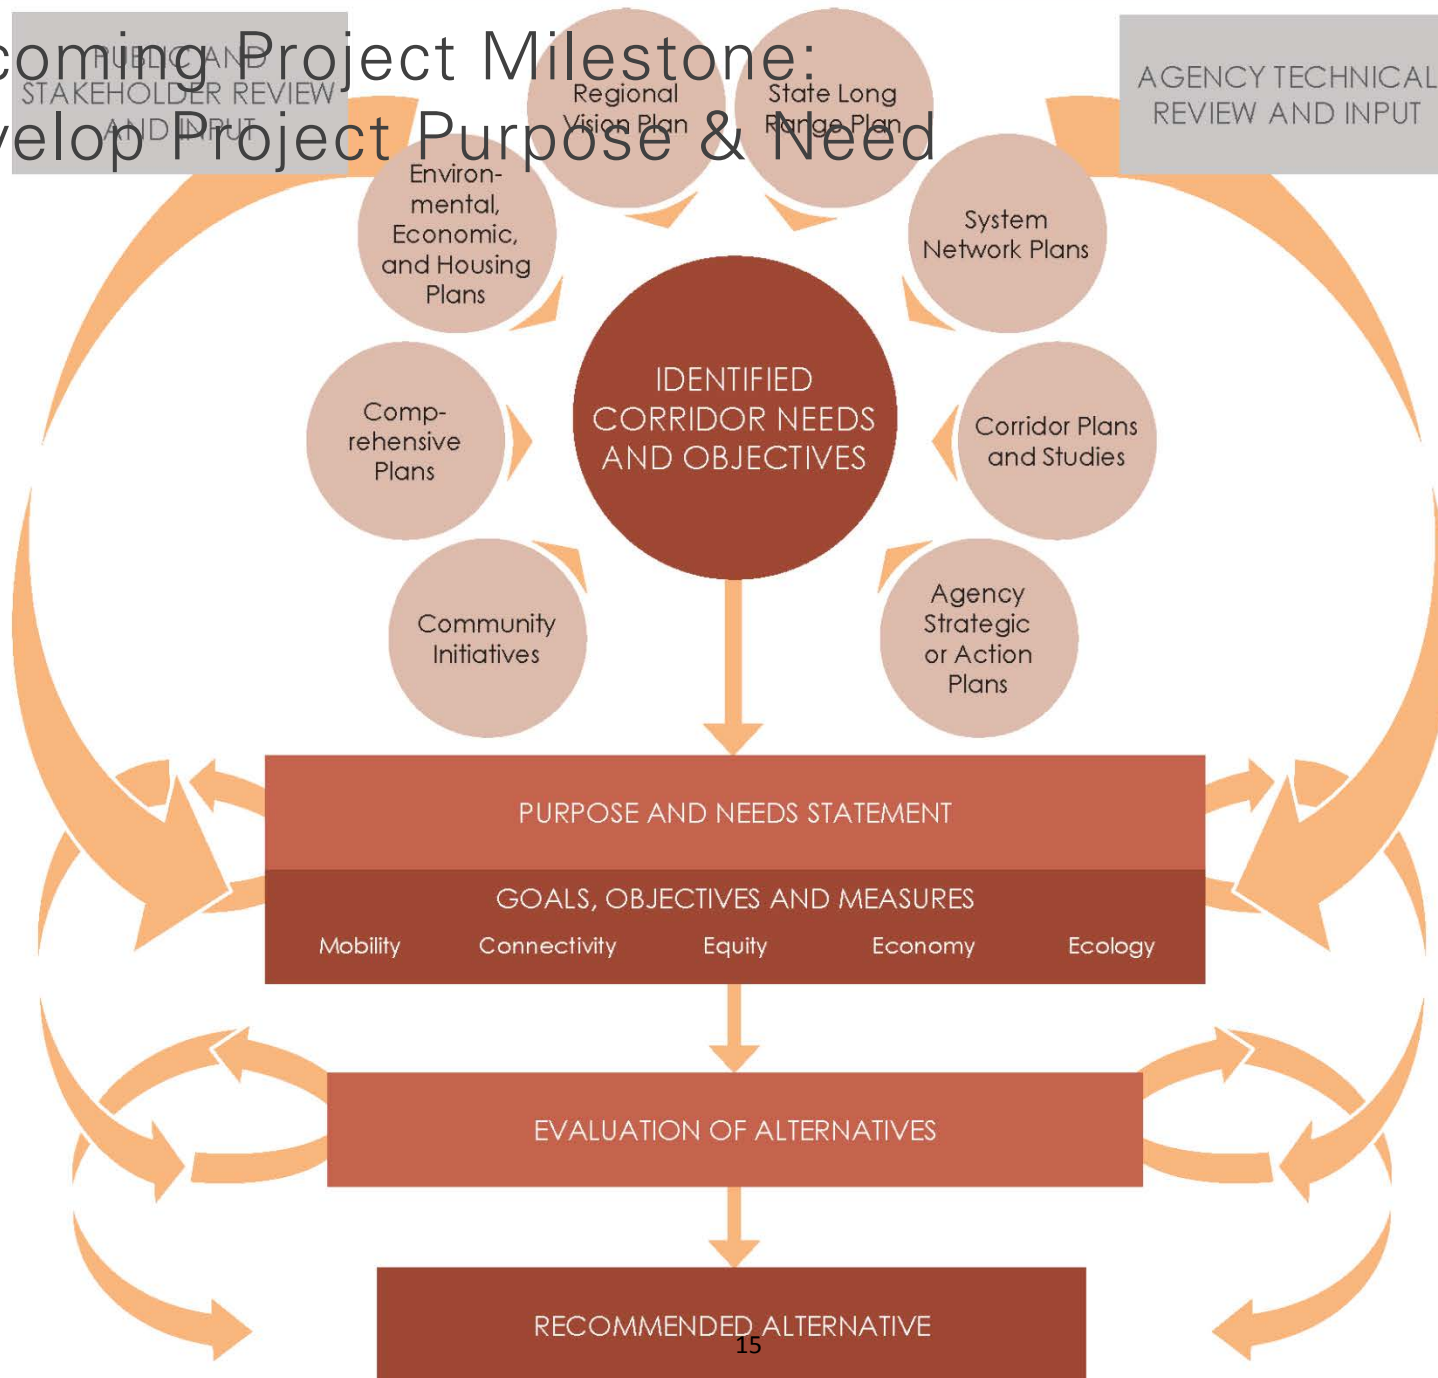 coming Project Milestone:
velop Project Purpose & Need
PUBLIC AND
STAKEHOLDER REVIEW
AND INPUT
AGENCY TECHNICAL
REVIEW AND INPUT
Regional
Vision Plan
State Long
Range Plan
Environ-
mental,
Economic,
and Housing
Plans
System
Network Plans
IDENTIFIED
CORRIDOR NEEDS
AND OBJECTIVES
Comp-
rehensive
Plans
Corridor Plans
and Studies
Community
Initiatives
Agency
Strategic
or Action
Plans
PURPOSE AND NEEDS STATEMENT
GOALS, OBJECTIVES AND MEASURES
Mobility Connectivity Equity Economy Ecology
EVALUATION OF ALTERNATIVES
RECOMMENDED ALTERNATIVE
15